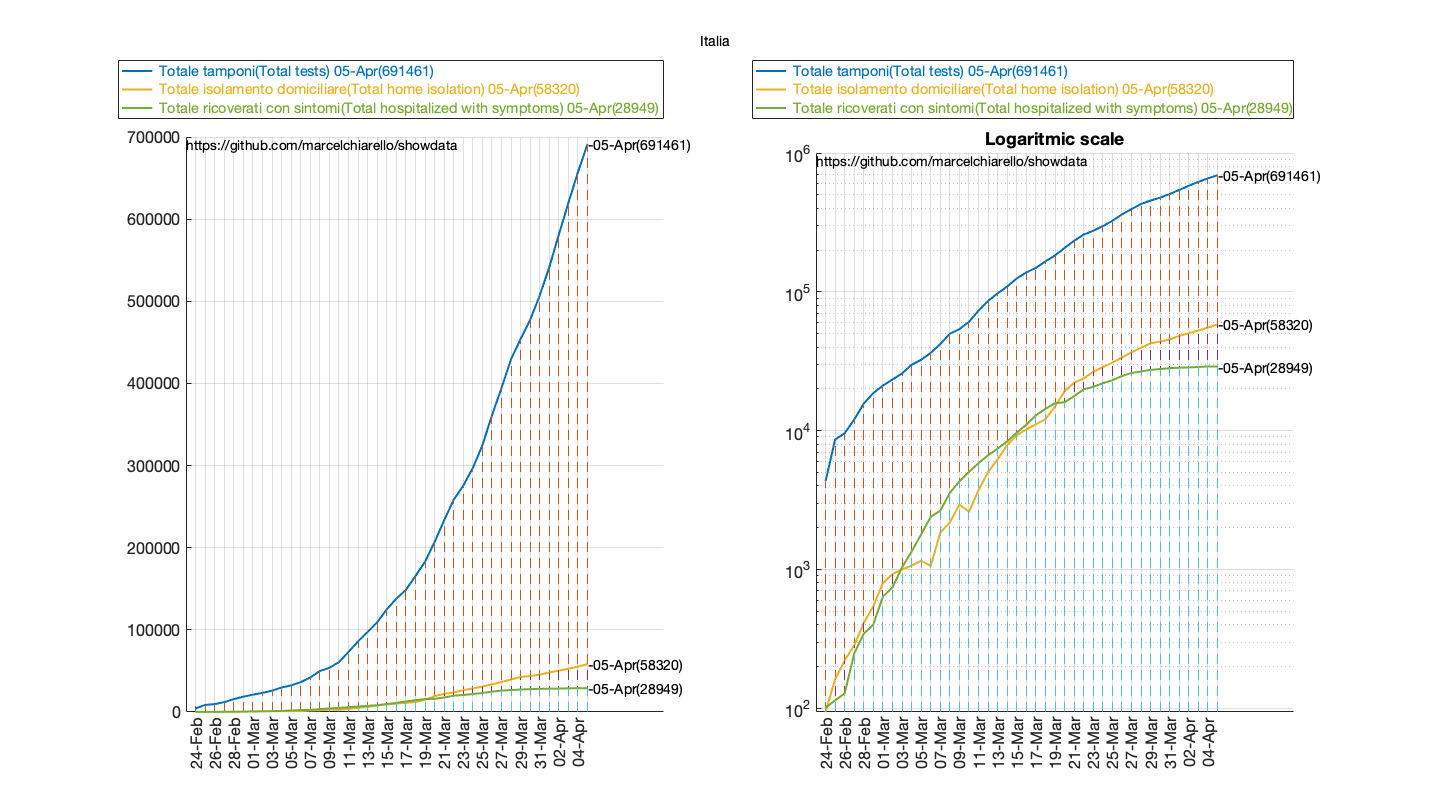 Italia
Totale tamponi(Total tests) 05-Apr(691461)
Totale isolamento domiciliare(Total home isolation) 05-Apr(58320)
Totale ricoverati con sintomi(Total hospitalized with symptoms) 05-Apr(28949)
700000
600000
500000
400000
300000
200000
100000
0
https://github.com/marcelchiarello/showdata
-05-Apr(691461)
-05-Apr(58320)
-05-Apr(28949)
24-Feb
26-Feb
28-Feb
01-Mar
03-Mar
05-Mar
07-Mar
09-Mar
11-Mar
13-Mar
15-Mar
17-Mar
19-Mar
21-Mar
23-Mar
25-Mar
27-Mar
29-Mar
31-Mar
02-Apr
04-Apr
Totale tamponi(Total tests) 05-Apr(691461)
Totale isolamento domiciliare(Total home isolation) 05-Apr(58320)
Totale ricoverati con sintomi(Total hospitalized with symptoms) 05-Apr(28949)
Logaritmic scale
10⁶
10⁵
10⁴
10³
10²
https://github.com/marcelchiarello/showdata
-05-Apr(691461)
-05-Apr(58320)
-05-Apr(28949)
24-Feb
26-Feb
28-Feb
01-Mar
03-Mar
05-Mar
07-Mar
09-Mar
11-Mar
13-Mar
15-Mar
17-Mar
19-Mar
21-Mar
23-Mar
25-Mar
27-Mar
29-Mar
31-Mar
02-Apr
04-Apr